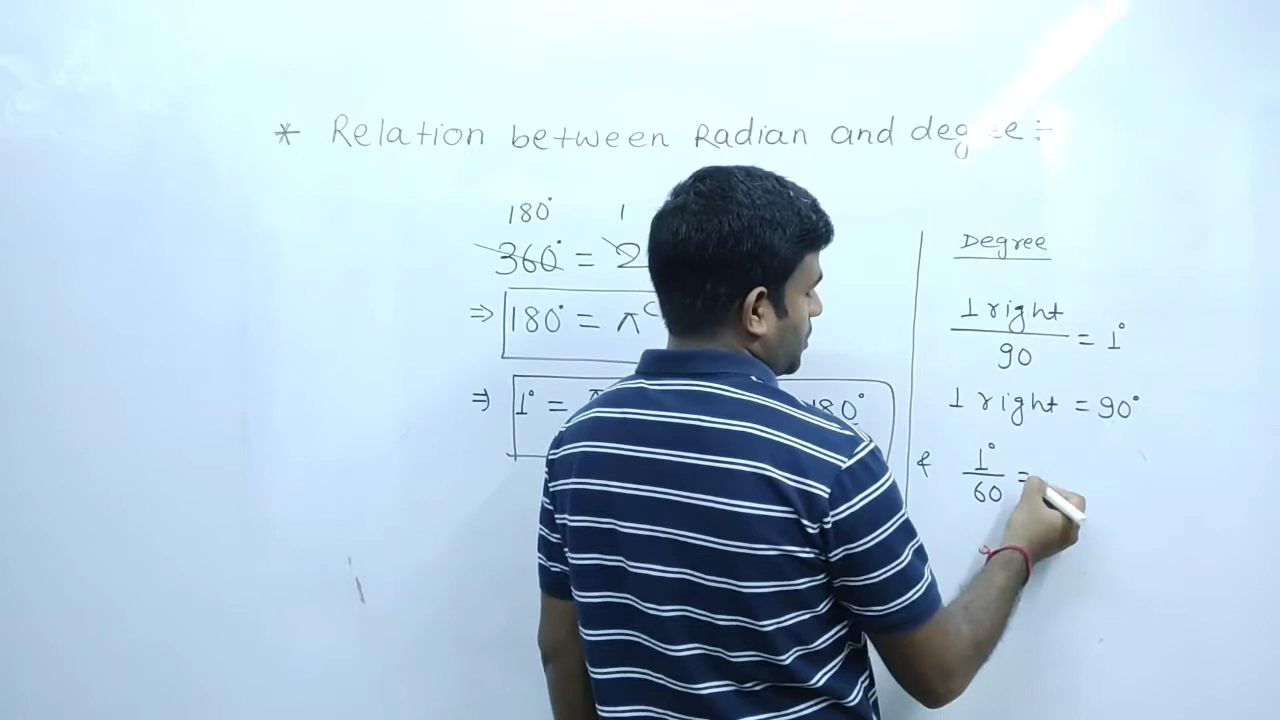 * Relation between Radian and degree :-
180° 1
360° = 2
⇒ 180° = πᶜ
⇒ 1° = 180°
Degree
1 right
90
= 1°
1 right = 90°
& 1°
60
=